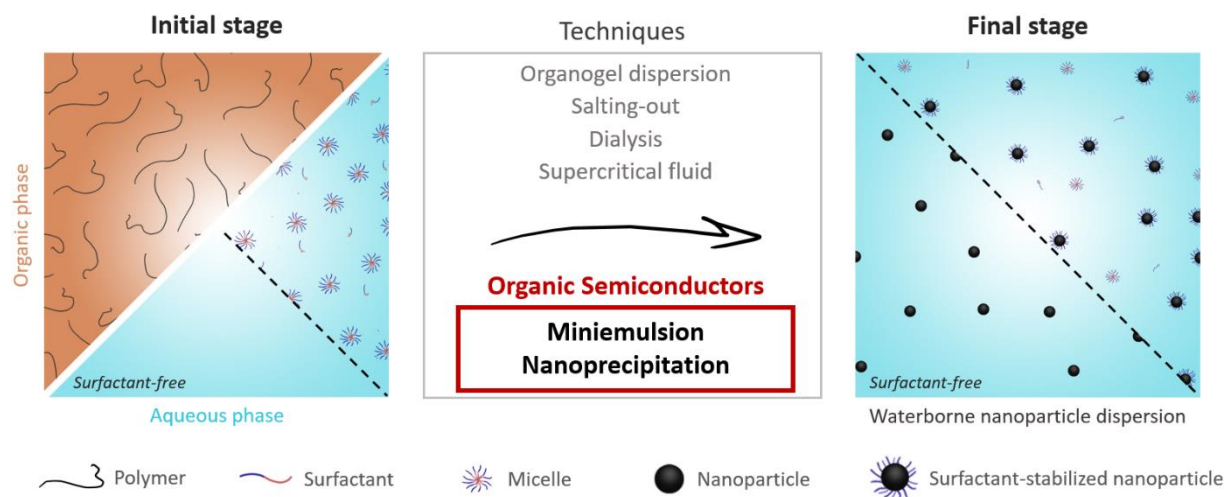 Initial stage
Organic phase
Surfactant-free
Aqueous phase
Techniques
Organogel dispersion
Salting-out
Dialysis
Supercritical fluid
Organic Semiconductors
Miniemulsion
Nanoprecipitation
Final stage
Surfactant-free
Waterborne nanoparticle dispersion
Polymer
Surfactant
Micelle
Nanoparticle
Surfactant-stabilized nanoparticle